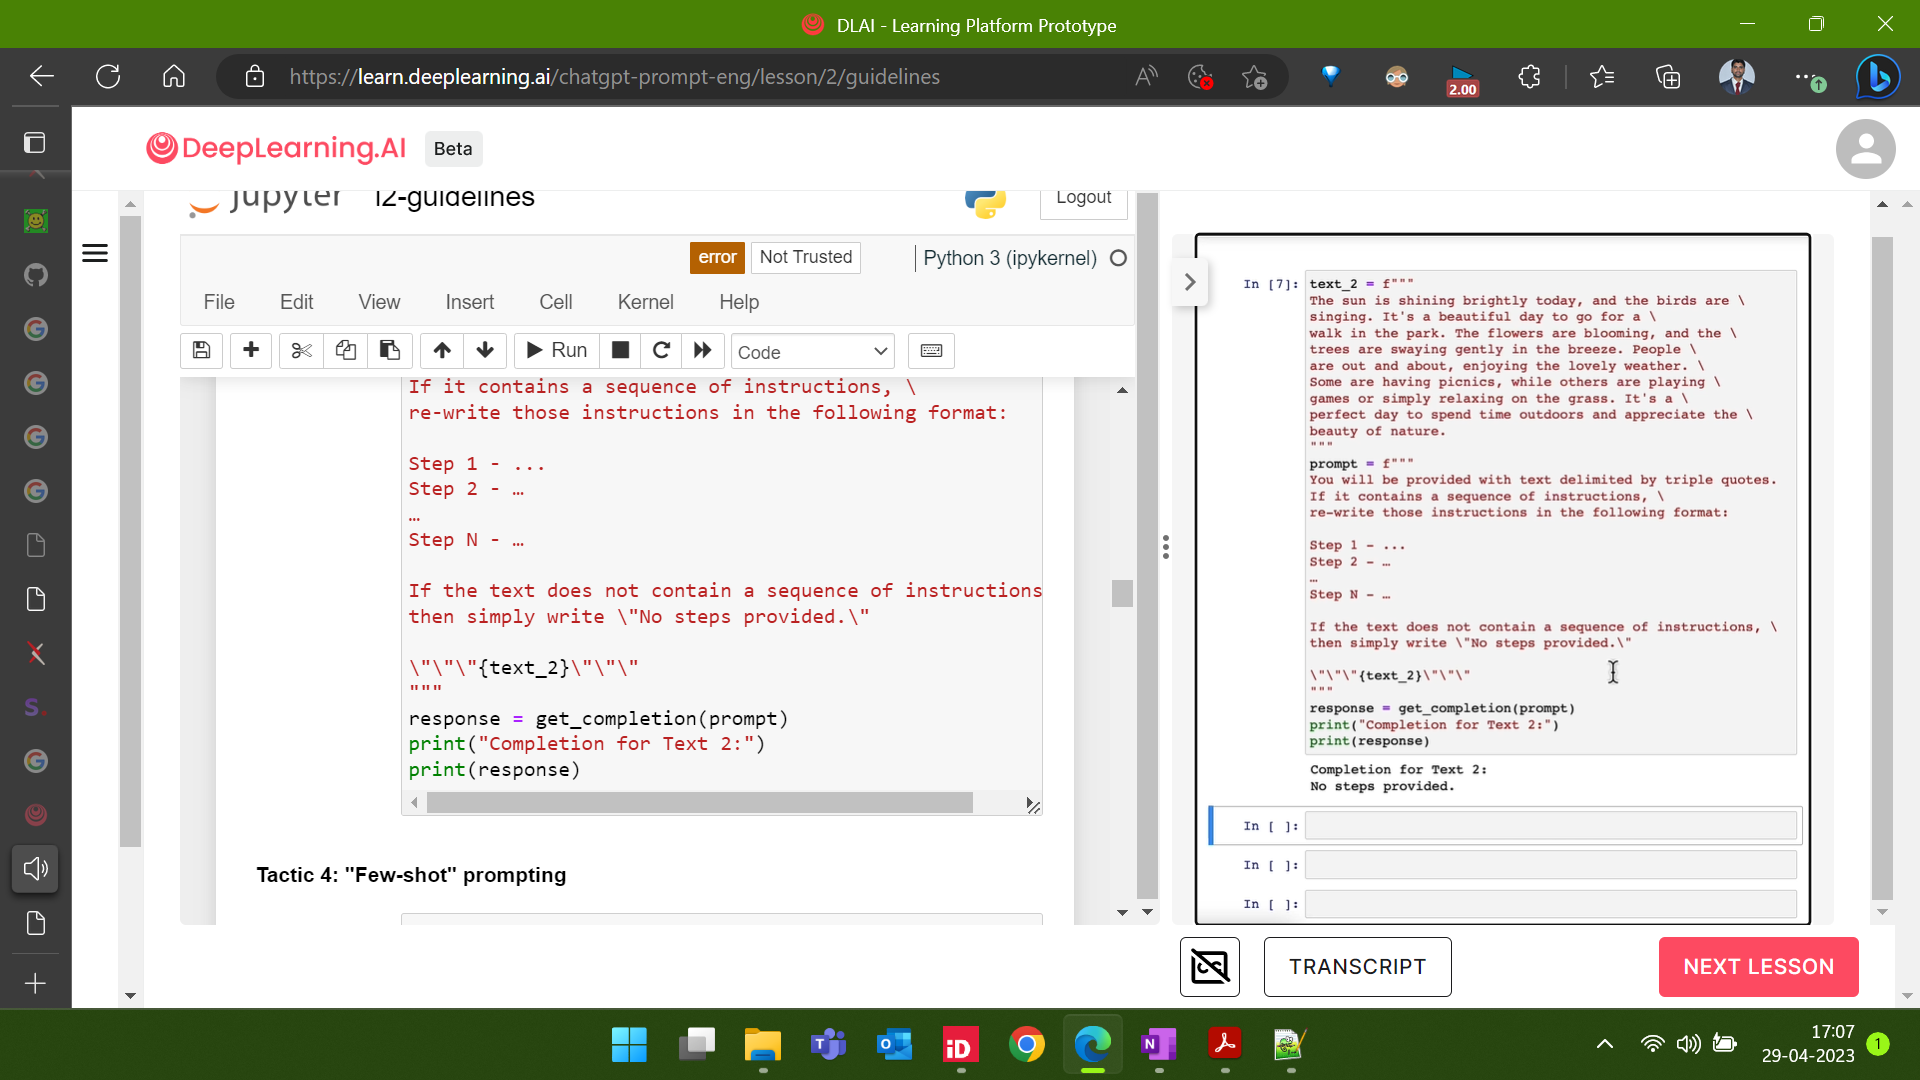 DLAI - Learning Platform Prototype
https://learn.deeplearning.ai/chatgpt-prompt-eng/lesson/2/guidelines
2.00
DeepLearning.AI
Beta
jupyter l2-guidelines
Logout
error
Not Trusted
Python 3 (ipykernel)
File
Edit
View
Insert
Cell
Kernel
Help
Run
Code
If it contains a sequence of instructions, \
re-write those instructions in the following format:
Step 1 - ...
Step 2 - …
…
Step N - …
If the text does not contain a sequence of instructions
then simply write \"No steps provided.\"
\"\"\"{text_2}\"\"\"
"""
response = get_completion(prompt)
print("Completion for Text 2:")
print(response)
Tactic 4: "Few-shot" prompting
In [7]:
text_2 = f"""
The sun is shining brightly today, and the birds are \
singing. It's a beautiful day to go for a \
walk in the park. The flowers are blooming, and the \
trees are swaying gently in the breeze. People \
are out and about, enjoying the lovely weather. \
Some are having picnics, while others are playing \
games or simply relaxing on the grass. It's a \
perfect day to spend time outdoors and appreciate the \
beauty of nature.
"""
prompt = f"""
You will be provided with text delimited by triple quotes.
If it contains a sequence of instructions, \
re-write those instructions in the following format:
Step 1 - ...
Step 2 - …
…
Step N - …
If the text does not contain a sequence of instructions, \
then simply write \"No steps provided.\"
\"\"\"{text_2}\"\"\"
"""
response = get_completion(prompt)
print("Completion for Text 2:")
print(response)
Completion for Text 2:
No steps provided.
In [ ]:
In [ ]:
In [ ]:
TRANSCRIPT
NEXT LESSON
17:07
29-04-2023
1